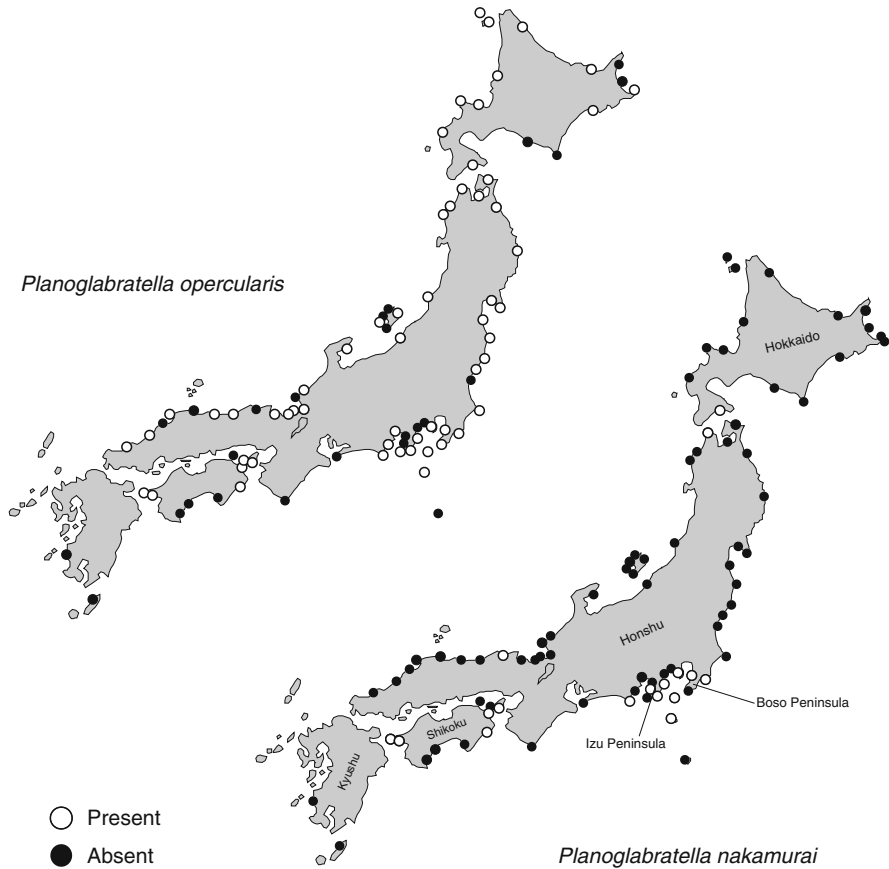 Planoglabratella opercularis
Hokkaido
Honshu
Boso Peninsula
Shikoku
Izu Peninsula
Kyushu
Present
Absent
Planoglabratella nakamurai